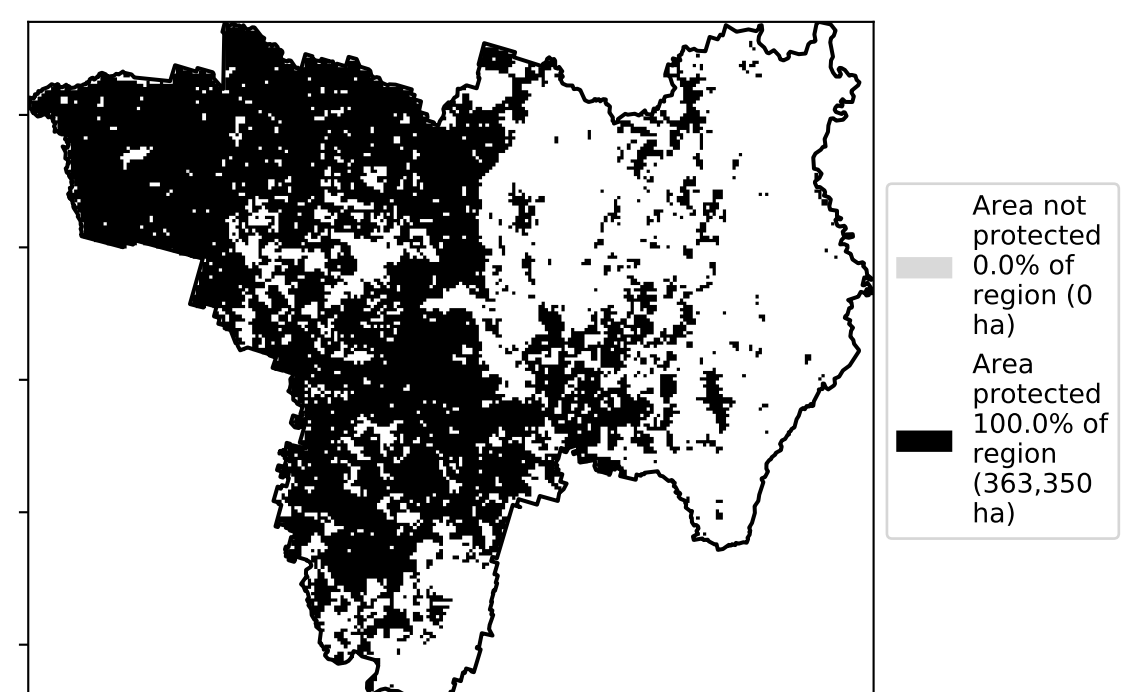 Area not
protected
0.0% of
region (0
ha)
Area
protected
100.0% of
region
(363,350
ha)